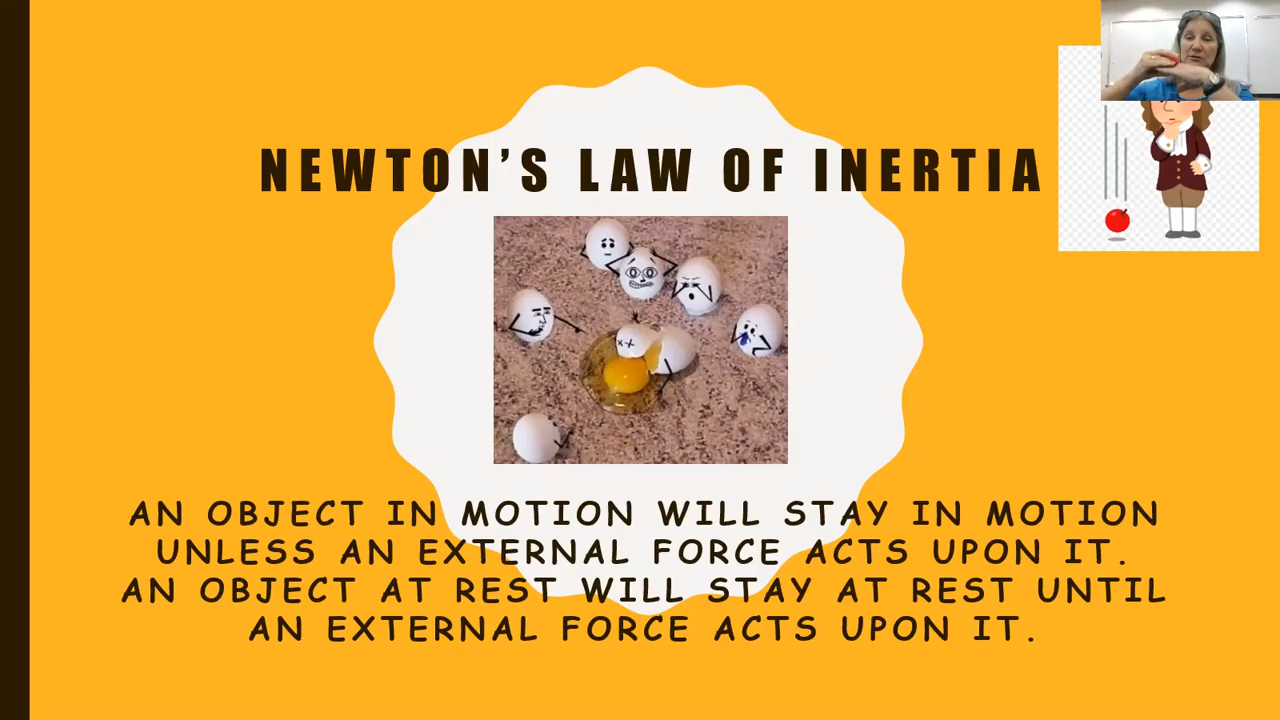 NEWTON'S LAW OF INERTIA
AN OBJECT IN MOTION WILL STAY IN MOTION
UNLESS AN EXTERNAL FORCE ACTS UPON IT.
AN OBJECT AT REST WILL STAY AT REST UNTIL
AN EXTERNAL FORCE ACTS UPON IT.